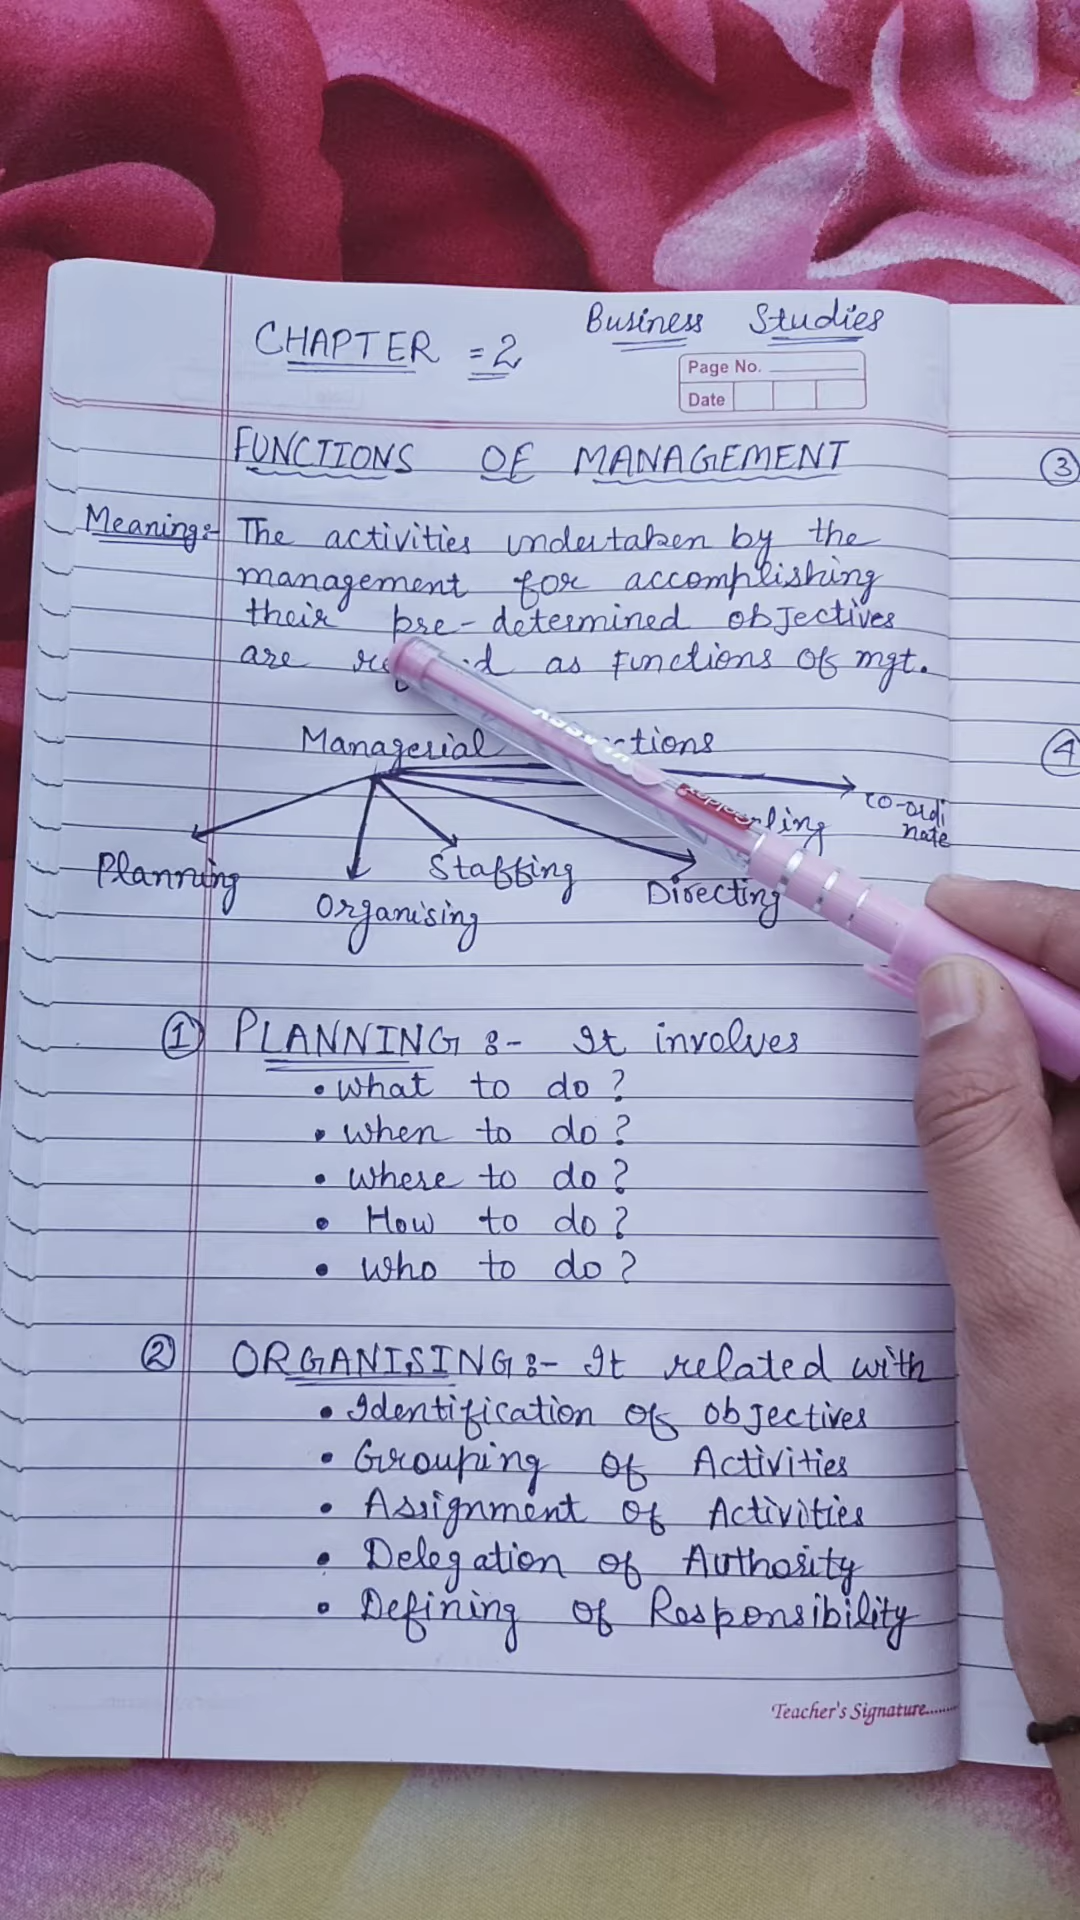 Business Studies
CHAPTER = 2
Page No.
Date
FUNCTIONS OF MANAGEMENT
Meaning:- The activities undertaken by the
management for accomplishing
their pre-determined objectives
are as functions of mgt.
Managerial
co-ordi
nate
Planning
Organising
Staffing
Directing
① PLANNING :- It involves
• What to do ?
• When to do ?
• Where to do ?
• How to do ?
• Who to do ?
② ORGANISING :- It related with
• Identification of objectives
• Grouping of Activities
• Assignment of Activities
• Delegation of Authority
• Defining of Responsibility
Teacher's Signature........
③
④